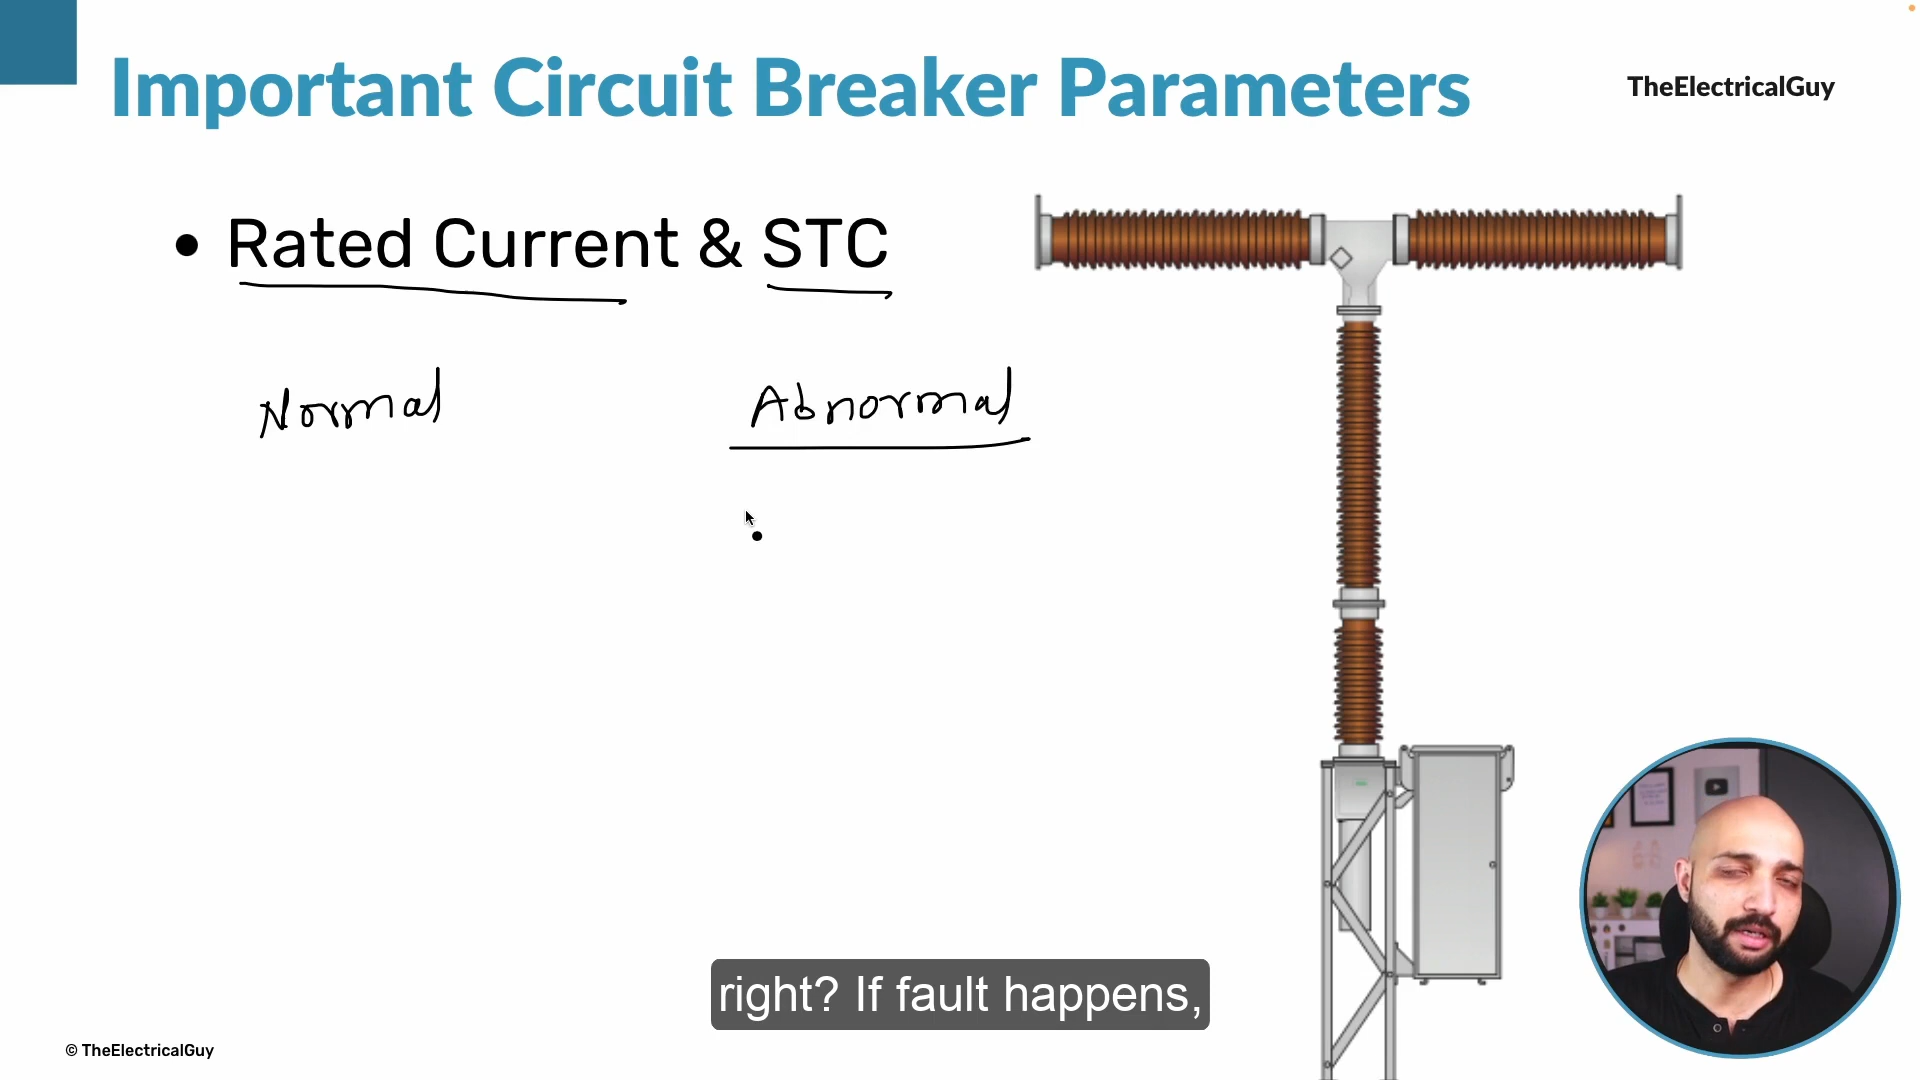 Important Circuit Breaker Parameters
TheElectricalGuy
• Rated Current & STC
Normal
Abnormal
right? If fault happens,
© TheElectricalGuy